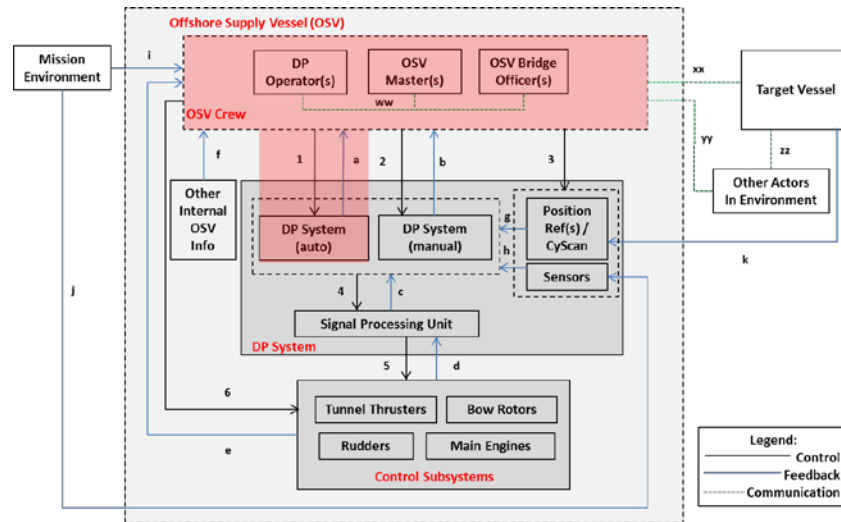 Offshore Supply Vessel (OSV)
Mission
Environment
i
DP
Operator(s)
OSV
Master(s)
OSV Bridge
Officer(s)
ww
OSV Crew
xx
Target Vessel
yy
zz
Other Actors
In Environment
f
1
a
2
b
3
Other
Internal
OSV
Info
DP System
(auto)
DP System
(manual)
g
h
Position
Ref(s) /
CyScan
Sensors
k
j
4
c
Signal Processing Unit
DP System
5
d
6
e
Tunnel Thrusters
Bow Rotors
Rudders
Main Engines
Control Subsystems
Legend:
Control
Feedback
Communication